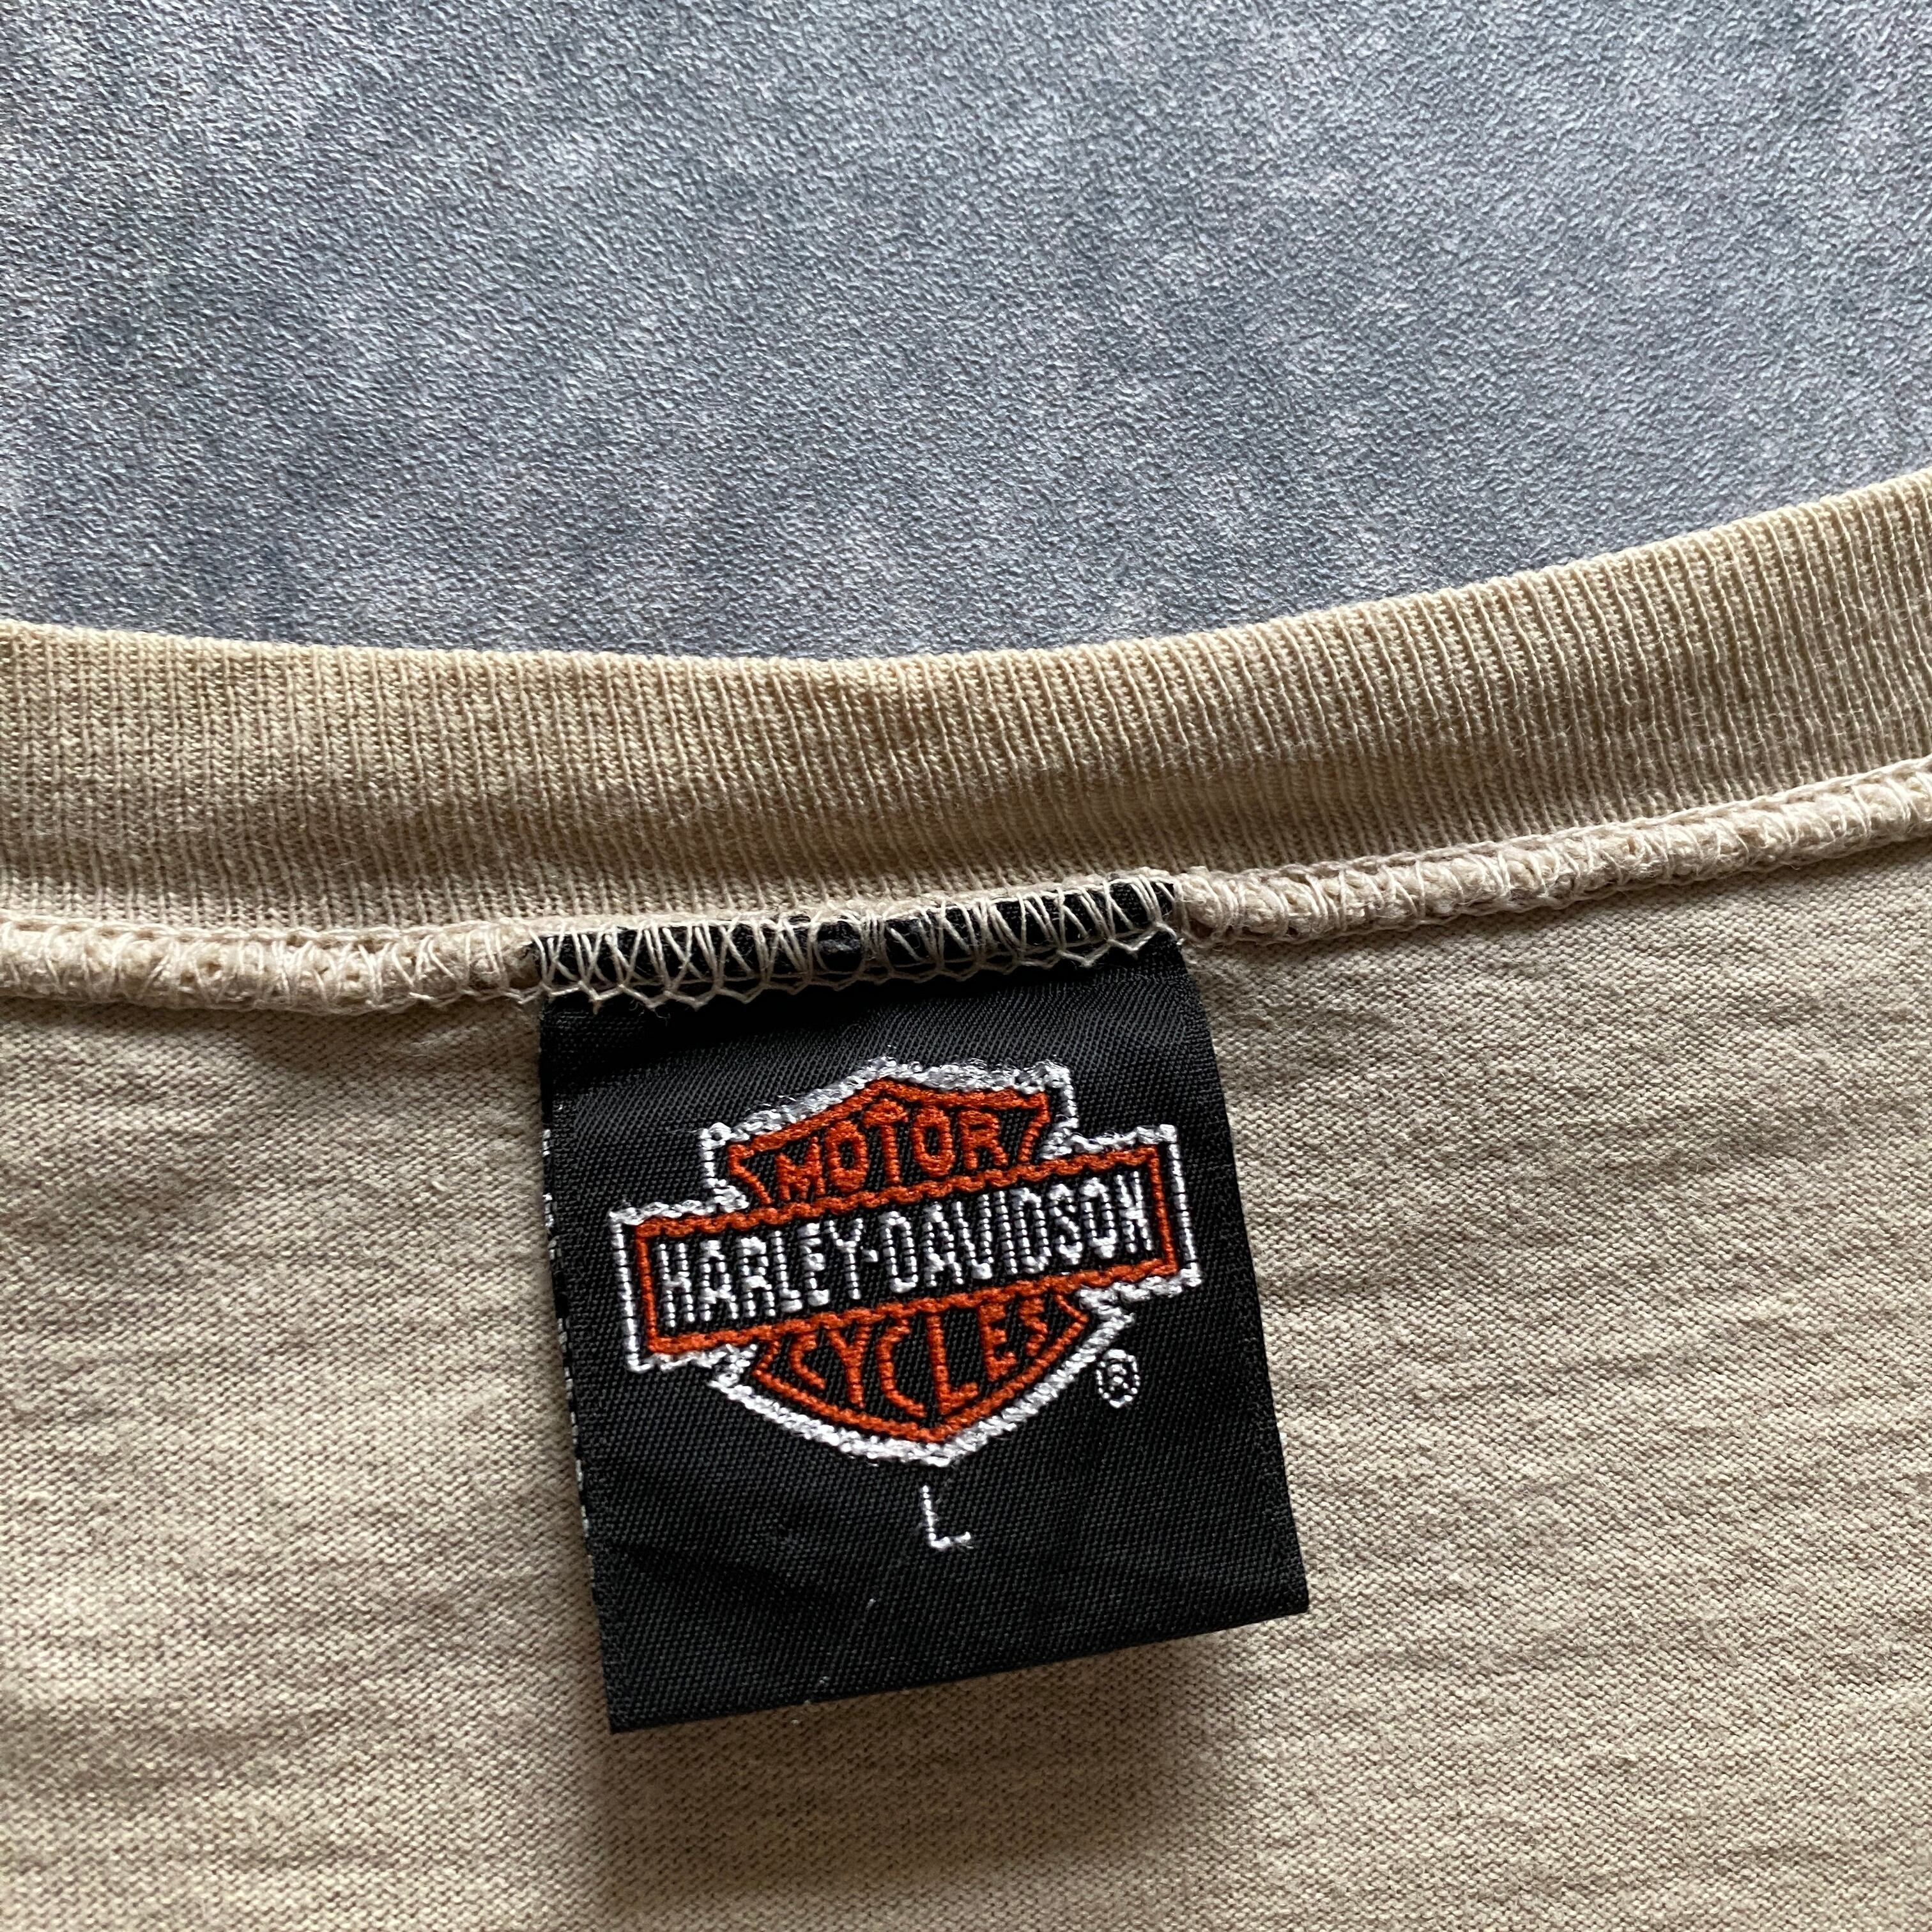 MOTOR
HARLEY-DAVIDSON
CYCLES
®
L